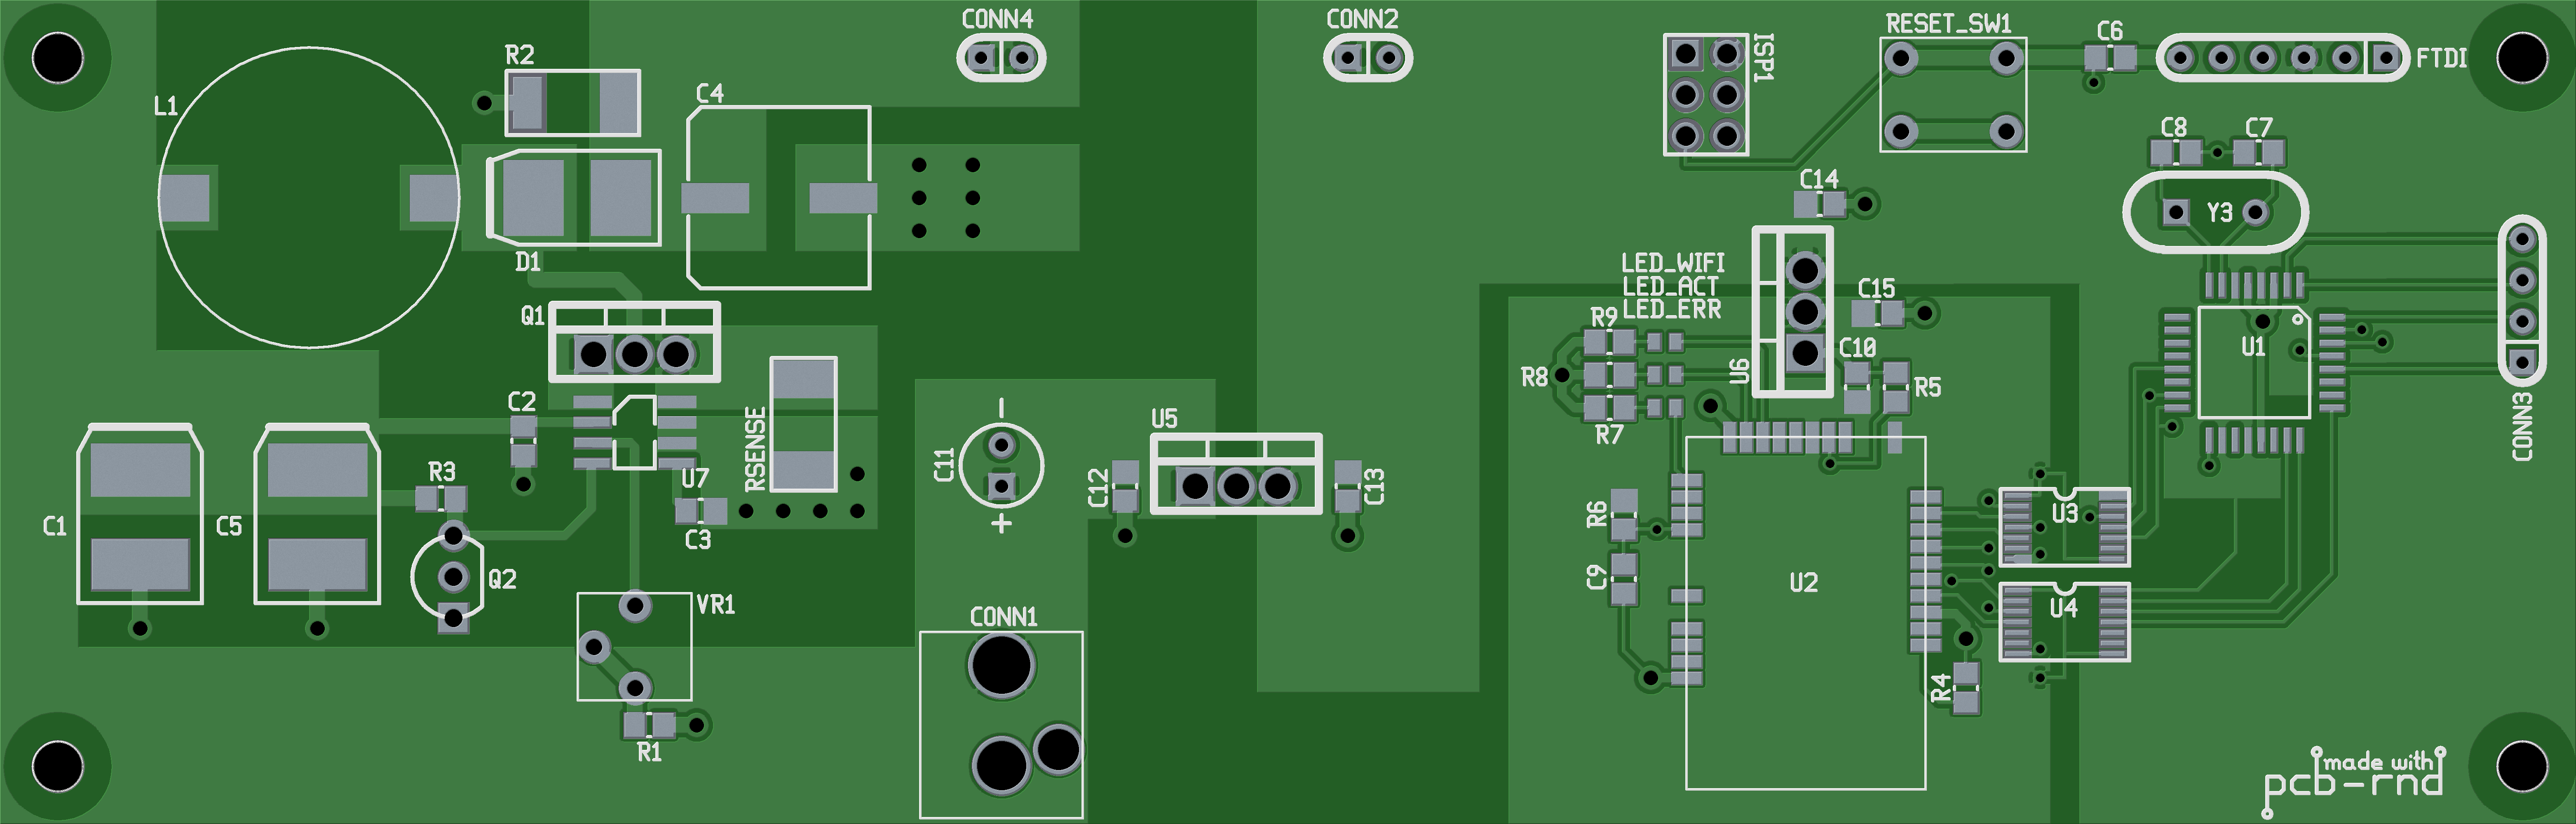 CONN4
CONN2
RESET_SW1
C6
FTDI
ISP1
R2
L1
C4
C8
C7
C14
Y3
D1
LED_WIFI
LED_ACT
LED_ERR
C15
Q1
R9
C10
U6
U1
R8
R5
R7
C2
RSENSE
U5
CONN3
R3
U7
C11
-
+
C12
C13
C1
C5
C3
R6
U3
Q2
C9
U2
VR1
CONN1
U4
R4
R1
made with
pcb-rnd